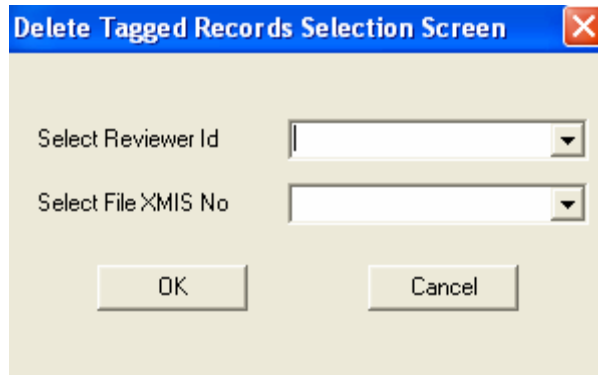 Delete Tagged Records Selection Screen
Select Reviewer Id
Select File XMIS No
OK Cancel